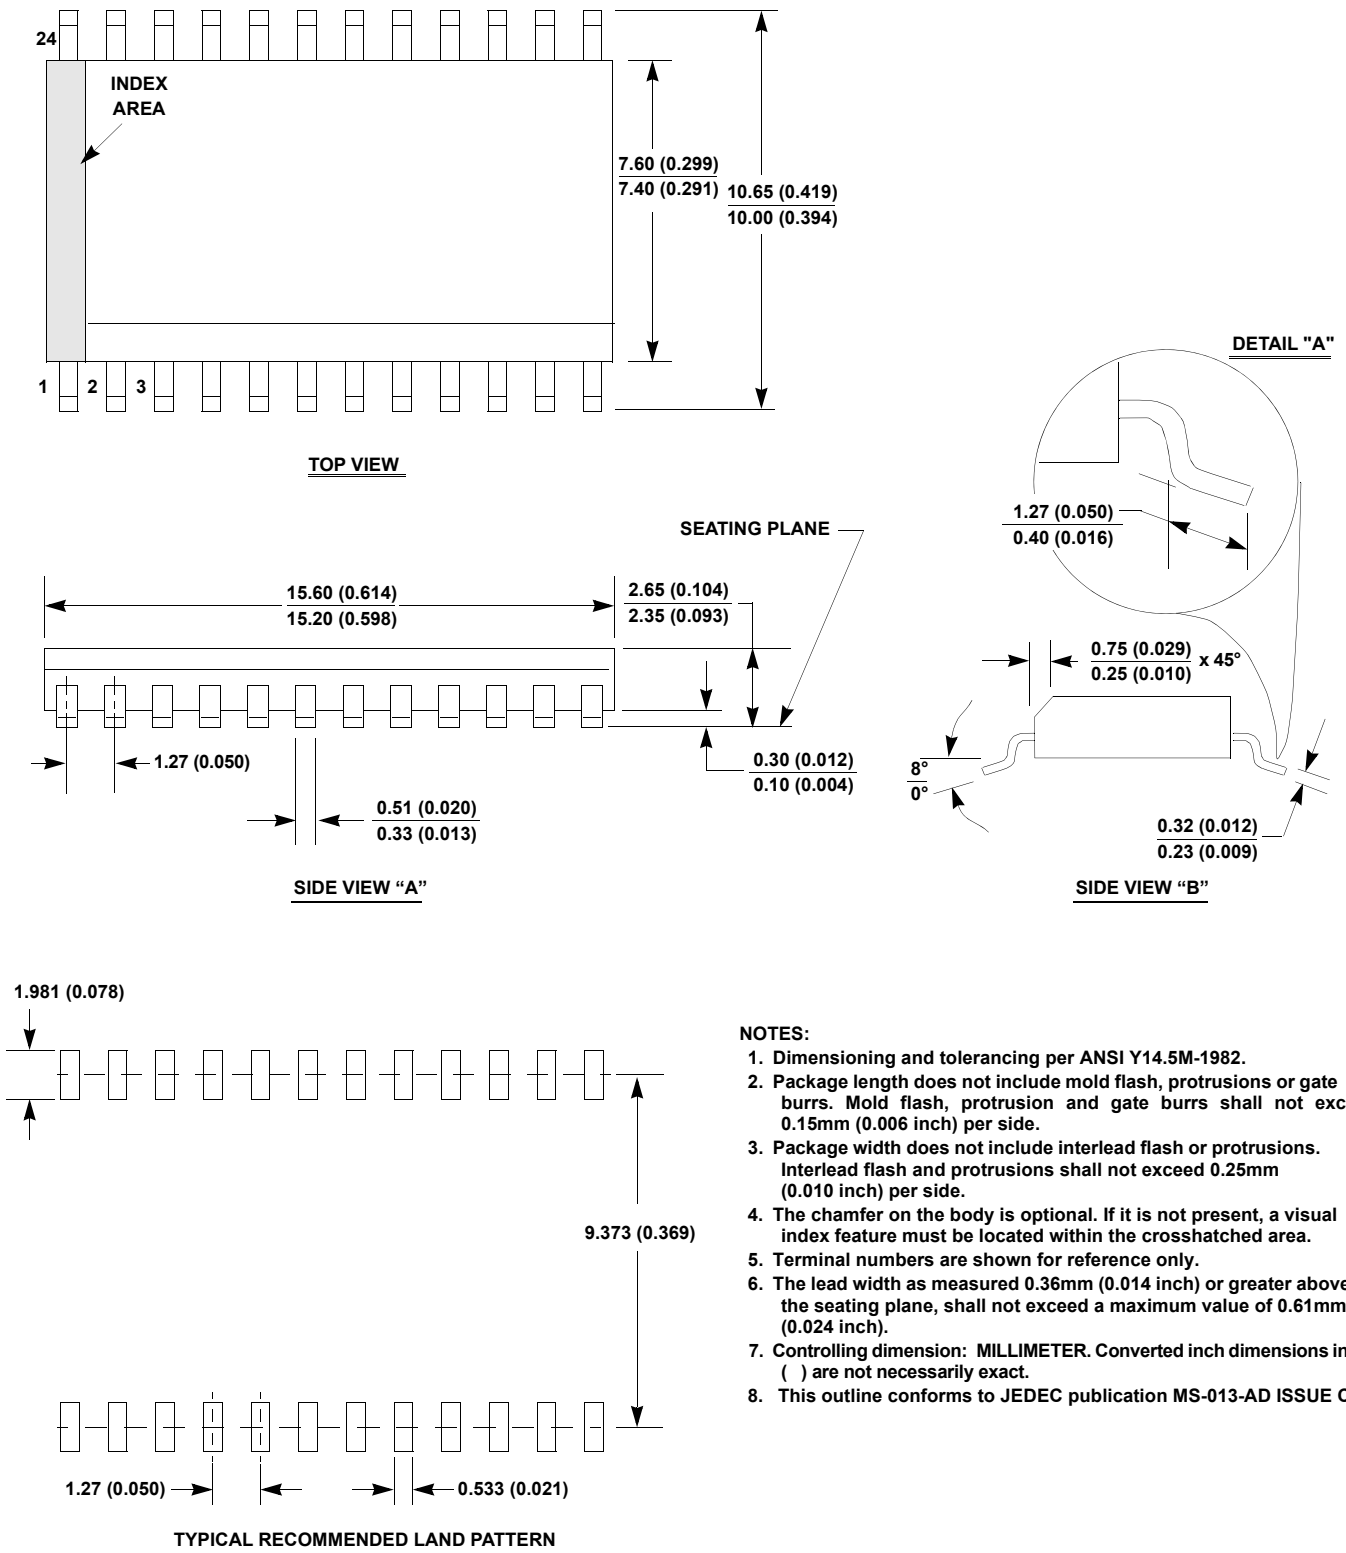 24
INDEX
AREA
7.60 (0.299)
7.40 (0.291)
10.65 (0.419)
10.00 (0.394)
1
2
3
TOP VIEW
DETAIL "A"
1.27 (0.050)
0.40 (0.016)
SEATING PLANE
15.60 (0.614)
15.20 (0.598)
2.65 (0.104)
2.35 (0.093)
1.27 (0.050)
0.51 (0.020)
0.33 (0.013)
0.30 (0.012)
0.10 (0.004)
SIDE VIEW “A”
0.75 (0.029)
0.25 (0.010)
x 45°
8°
0°
0.32 (0.012)
0.23 (0.009)
SIDE VIEW “B”
1.981 (0.078)
9.373 (0.369)
1.27 (0.050)
0.533 (0.021)
TYPICAL RECOMMENDED LAND PATTERN
NOTES:
1. Dimensioning and tolerancing per ANSI Y14.5M-1982.
2. Package length does not include mold flash, protrusions or gate
burrs. Mold flash, protrusion and gate burrs shall not exc
0.15mm (0.006 inch) per side.
3. Package width does not include interlead flash or protrusions.
Interlead flash and protrusions shall not exceed 0.25mm
(0.010 inch) per side.
4. The chamfer on the body is optional. If it is not present, a visual
index feature must be located within the crosshatched area.
5. Terminal numbers are shown for reference only.
6. The lead width as measured 0.36mm (0.014 inch) or greater above
the seating plane, shall not exceed a maximum value of 0.61mm
(0.024 inch).
7. Controlling dimension: MILLIMETER. Converted inch dimensions in
( ) are not necessarily exact.
8. This outline conforms to JEDEC publication MS-013-AD ISSUE C